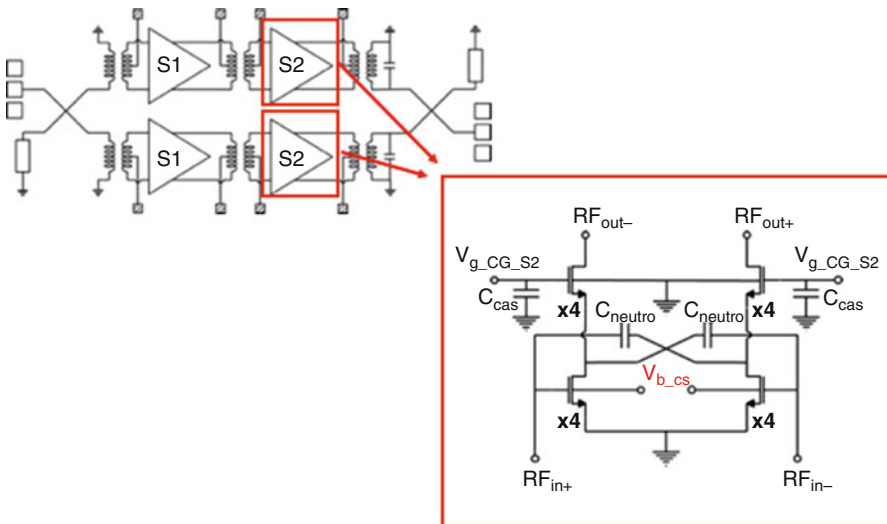 S1
S2
S1
S2
RFout−
RFout+
Vg_CG_S2
Vg_CG_S2
Ccas
Ccas
x4
Cneutro
Cneutro
x4
Vb_cs
x4
x4
RFin+
RFin−